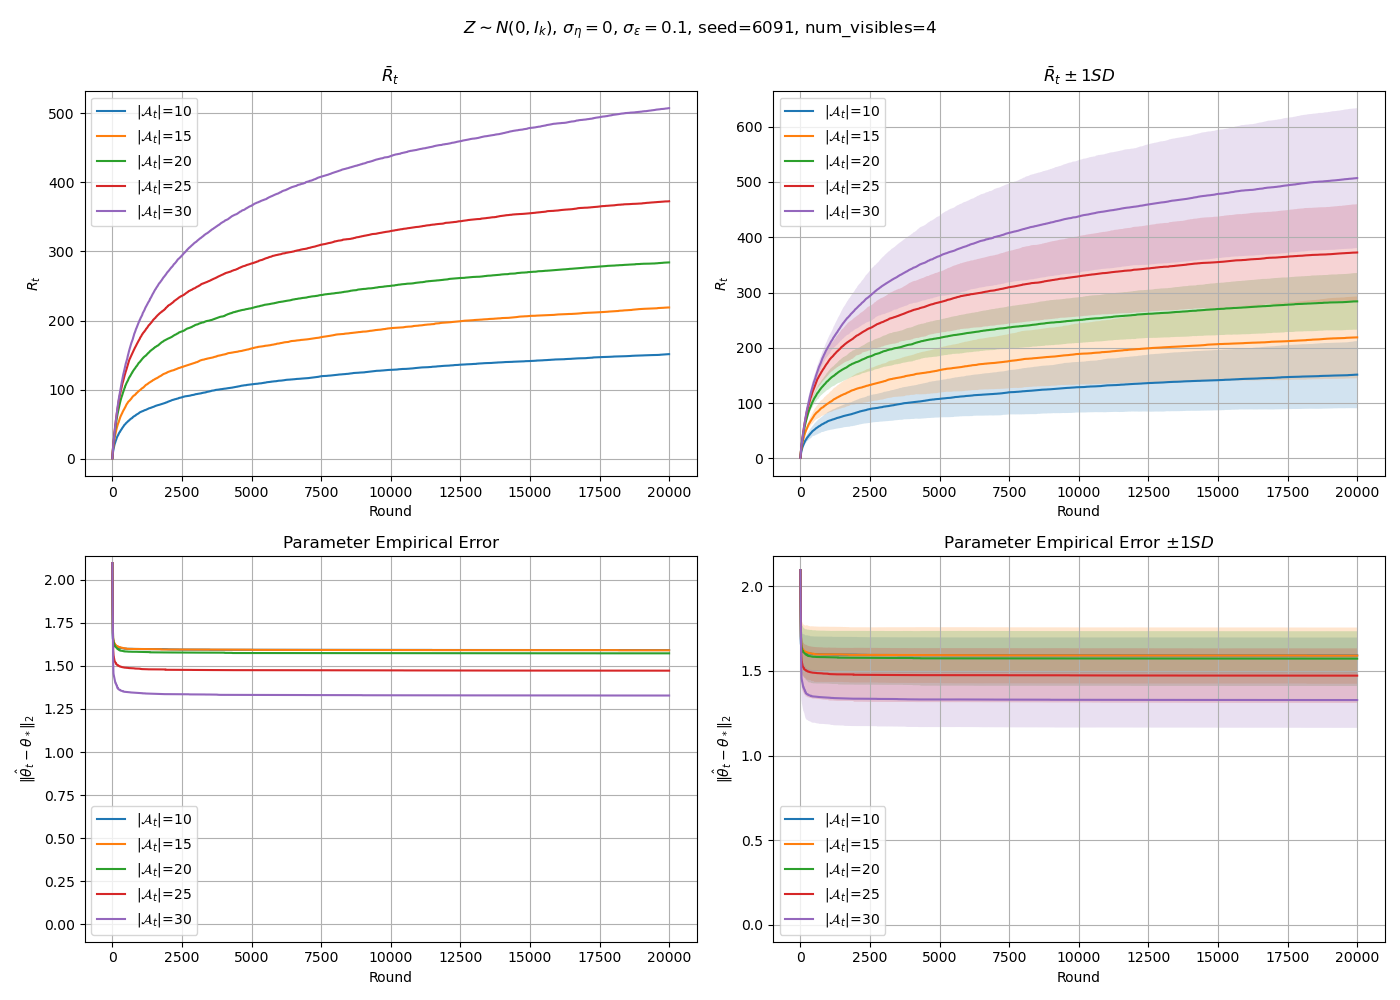 Z ∼ N(0, I_k), σ_η = 0, σ_ε = 0.1, seed=6091, num_visibles=4
R̄_t
R_t
500
400
300
200
100
0
|𝒜_t|=10
|𝒜_t|=15
|𝒜_t|=20
|𝒜_t|=25
|𝒜_t|=30
0 2500 5000 7500 10000 12500 15000 17500 20000
Round
R̄_t ± 1SD
R_t
600
500
400
300
200
100
0
|𝒜_t|=10
|𝒜_t|=15
|𝒜_t|=20
|𝒜_t|=25
|𝒜_t|=30
0 2500 5000 7500 10000 12500 15000 17500 20000
Round
Parameter Empirical Error
‖θ̂_t − θ_*‖₂
2.00
1.75
1.50
1.25
1.00
0.75
0.50
0.25
0.00
|𝒜_t|=10
|𝒜_t|=15
|𝒜_t|=20
|𝒜_t|=25
|𝒜_t|=30
0 2500 5000 7500 10000 12500 15000 17500 20000
Round
Parameter Empirical Error ±1SD
‖θ̂_t − θ_*‖₂
2.0
1.5
1.0
0.5
0.0
|𝒜_t|=10
|𝒜_t|=15
|𝒜_t|=20
|𝒜_t|=25
|𝒜_t|=30
0 2500 5000 7500 10000 12500 15000 17500 20000
Round